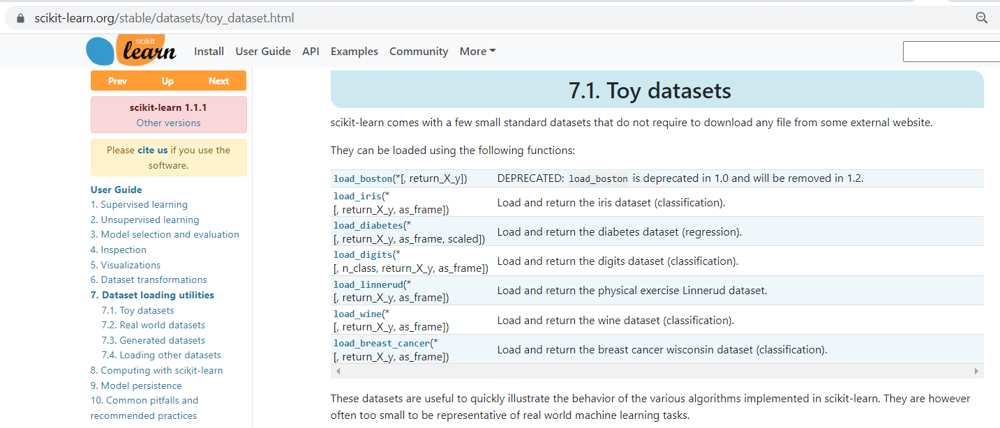 scikit-learn.org/stable/datasets/toy_dataset.html
scikit
learn
Install User Guide API Examples Community More
Prev Up Next
scikit-learn 1.1.1
Other versions
Please cite us if you use the
software.
User Guide
1. Supervised learning
2. Unsupervised learning
3. Model selection and evaluation
4. Inspection
5. Visualizations
6. Dataset transformations
7. Dataset loading utilities
7.1. Toy datasets
7.2. Real world datasets
7.3. Generated datasets
7.4. Loading other datasets
8. Computing with scikit-learn
9. Model persistence
10. Common pitfalls and
recommended practices
7.1. Toy datasets
scikit-learn comes with a few small standard datasets that do not require to download any file from some external website.
They can be loaded using the following functions:
load_boston(*[, return_X_y]) DEPRECATED: load_boston is deprecated in 1.0 and will be removed in 1.2.
load_iris(*
[, return_X_y, as_frame]) Load and return the iris dataset (classification).
load_diabetes(*
[, return_X_y, as_frame, scaled]) Load and return the diabetes dataset (regression).
load_digits(*
[, n_class, return_X_y, as_frame]) Load and return the digits dataset (classification).
load_linnerud(*
[, return_X_y, as_frame]) Load and return the physical exercise Linnerud dataset.
load_wine(*
[, return_X_y, as_frame]) Load and return the wine dataset (classification).
load_breast_cancer(*
[, return_X_y, as_frame]) Load and return the breast cancer wisconsin dataset (classification).
These datasets are useful to quickly illustrate the behavior of the various algorithms implemented in scikit-learn. They are however
often too small to be representative of real world machine learning tasks.